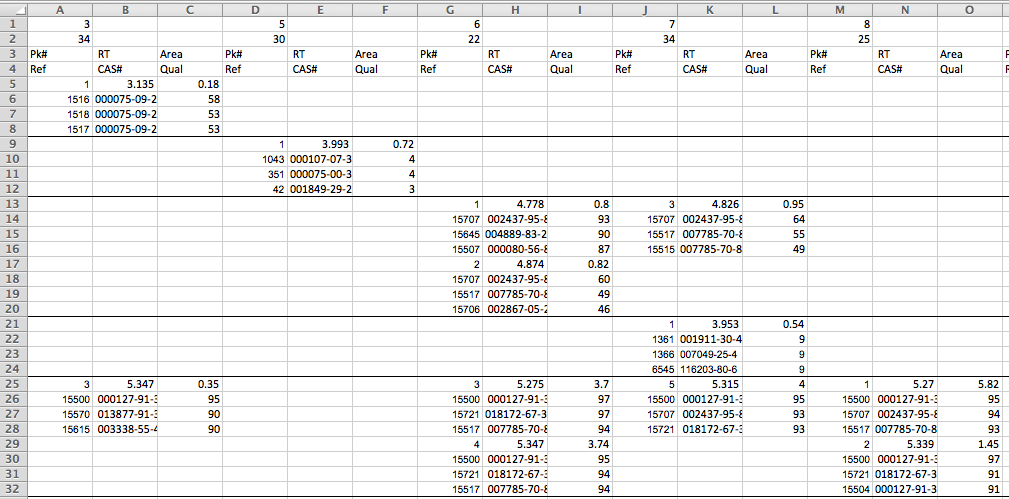 A B C D E F G H I J K L M N O
1 3 5 6 7 8
2 34 30 22 34 25
3 Pk# RT Area Pk# RT Area Pk# RT Area Pk# RT Area Pk# RT Area
4 Ref CAS# Qual Ref CAS# Qual Ref CAS# Qual Ref CAS# Qual Ref CAS# Qual
5 1 3.135 0.18
6 1516 000075-09-2 58
7 1518 000075-09-2 53
8 1517 000075-09-2 53
9 1 3.993 0.72
10 1043 000107-07-3 4
11 351 000075-00-3 4
12 42 001849-29-2 3
13 1 4.778 0.8 3 4.826 0.95
14 15707 002437-95-8 93 15707 002437-95-8 64
15 15645 004889-83-2 90 15517 007785-70-8 55
16 15507 000080-56-8 87 15515 007785-70-8 49
17 2 4.874 0.82
18 15707 002437-95-8 60
19 15517 007785-70-8 49
20 15706 002867-05-2 46
21 1 3.953 0.54
22 1361 001911-30-4 9
23 1366 007049-25-4 9
24 6545 116203-80-6 9
25 3 5.347 0.35 3 5.275 3.7 5 5.315 4 1 5.27 5.82
26 15500 000127-91-3 95 15500 000127-91-3 97 15500 000127-91-3 95 15500 000127-91-3 95
27 15570 013877-91-3 90 15721 018172-67-3 97 15707 002437-95-8 93 15707 002437-95-8 94
28 15615 003338-55-4 90 15517 007785-70-8 94 15721 018172-67-3 93 15517 007785-70-8 93
29 4 5.347 3.74 2 5.339 1.45
30 15500 000127-91-3 95 15500 000127-91-3 97
31 15721 018172-67-3 94 15721 018172-67-3 91
32 15517 007785-70-8 94 15504 000127-91-3 91